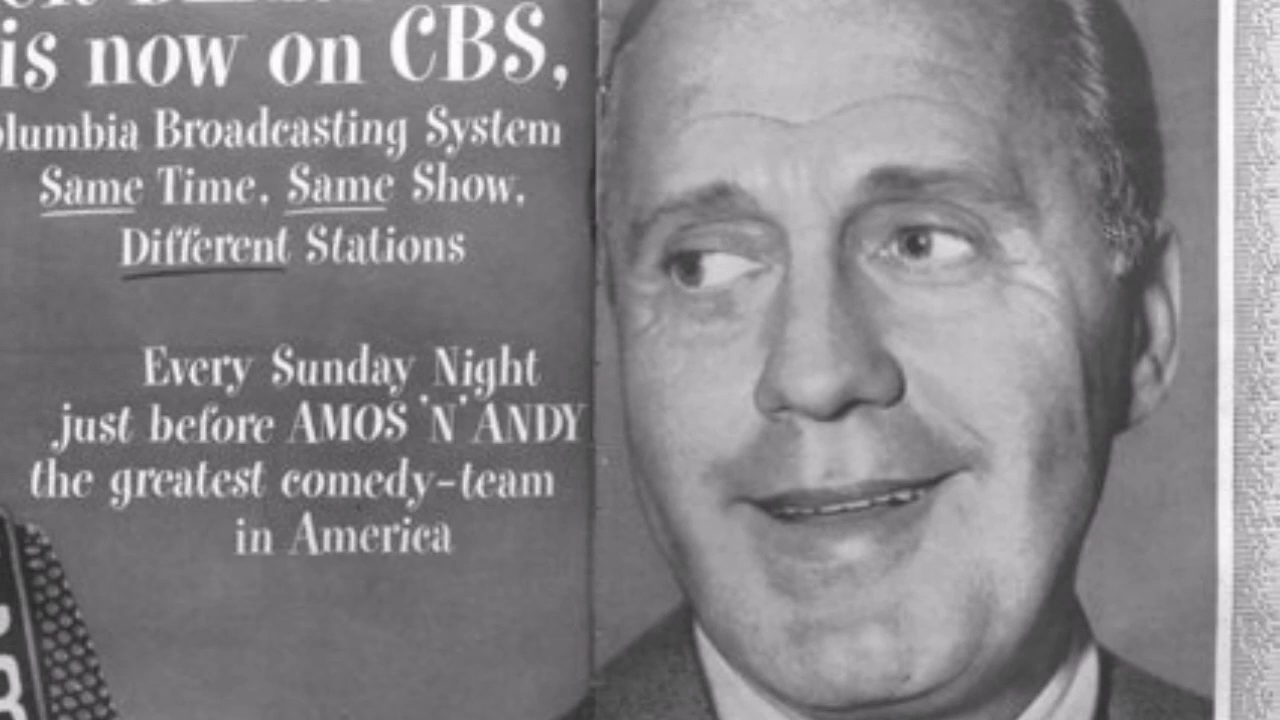 is now on CBS,
olumbia Broadcasting System
Same Time, Same Show,
Different Stations
Every Sunday Night
just before AMOS 'N' ANDY
the greatest comedy-team
in America